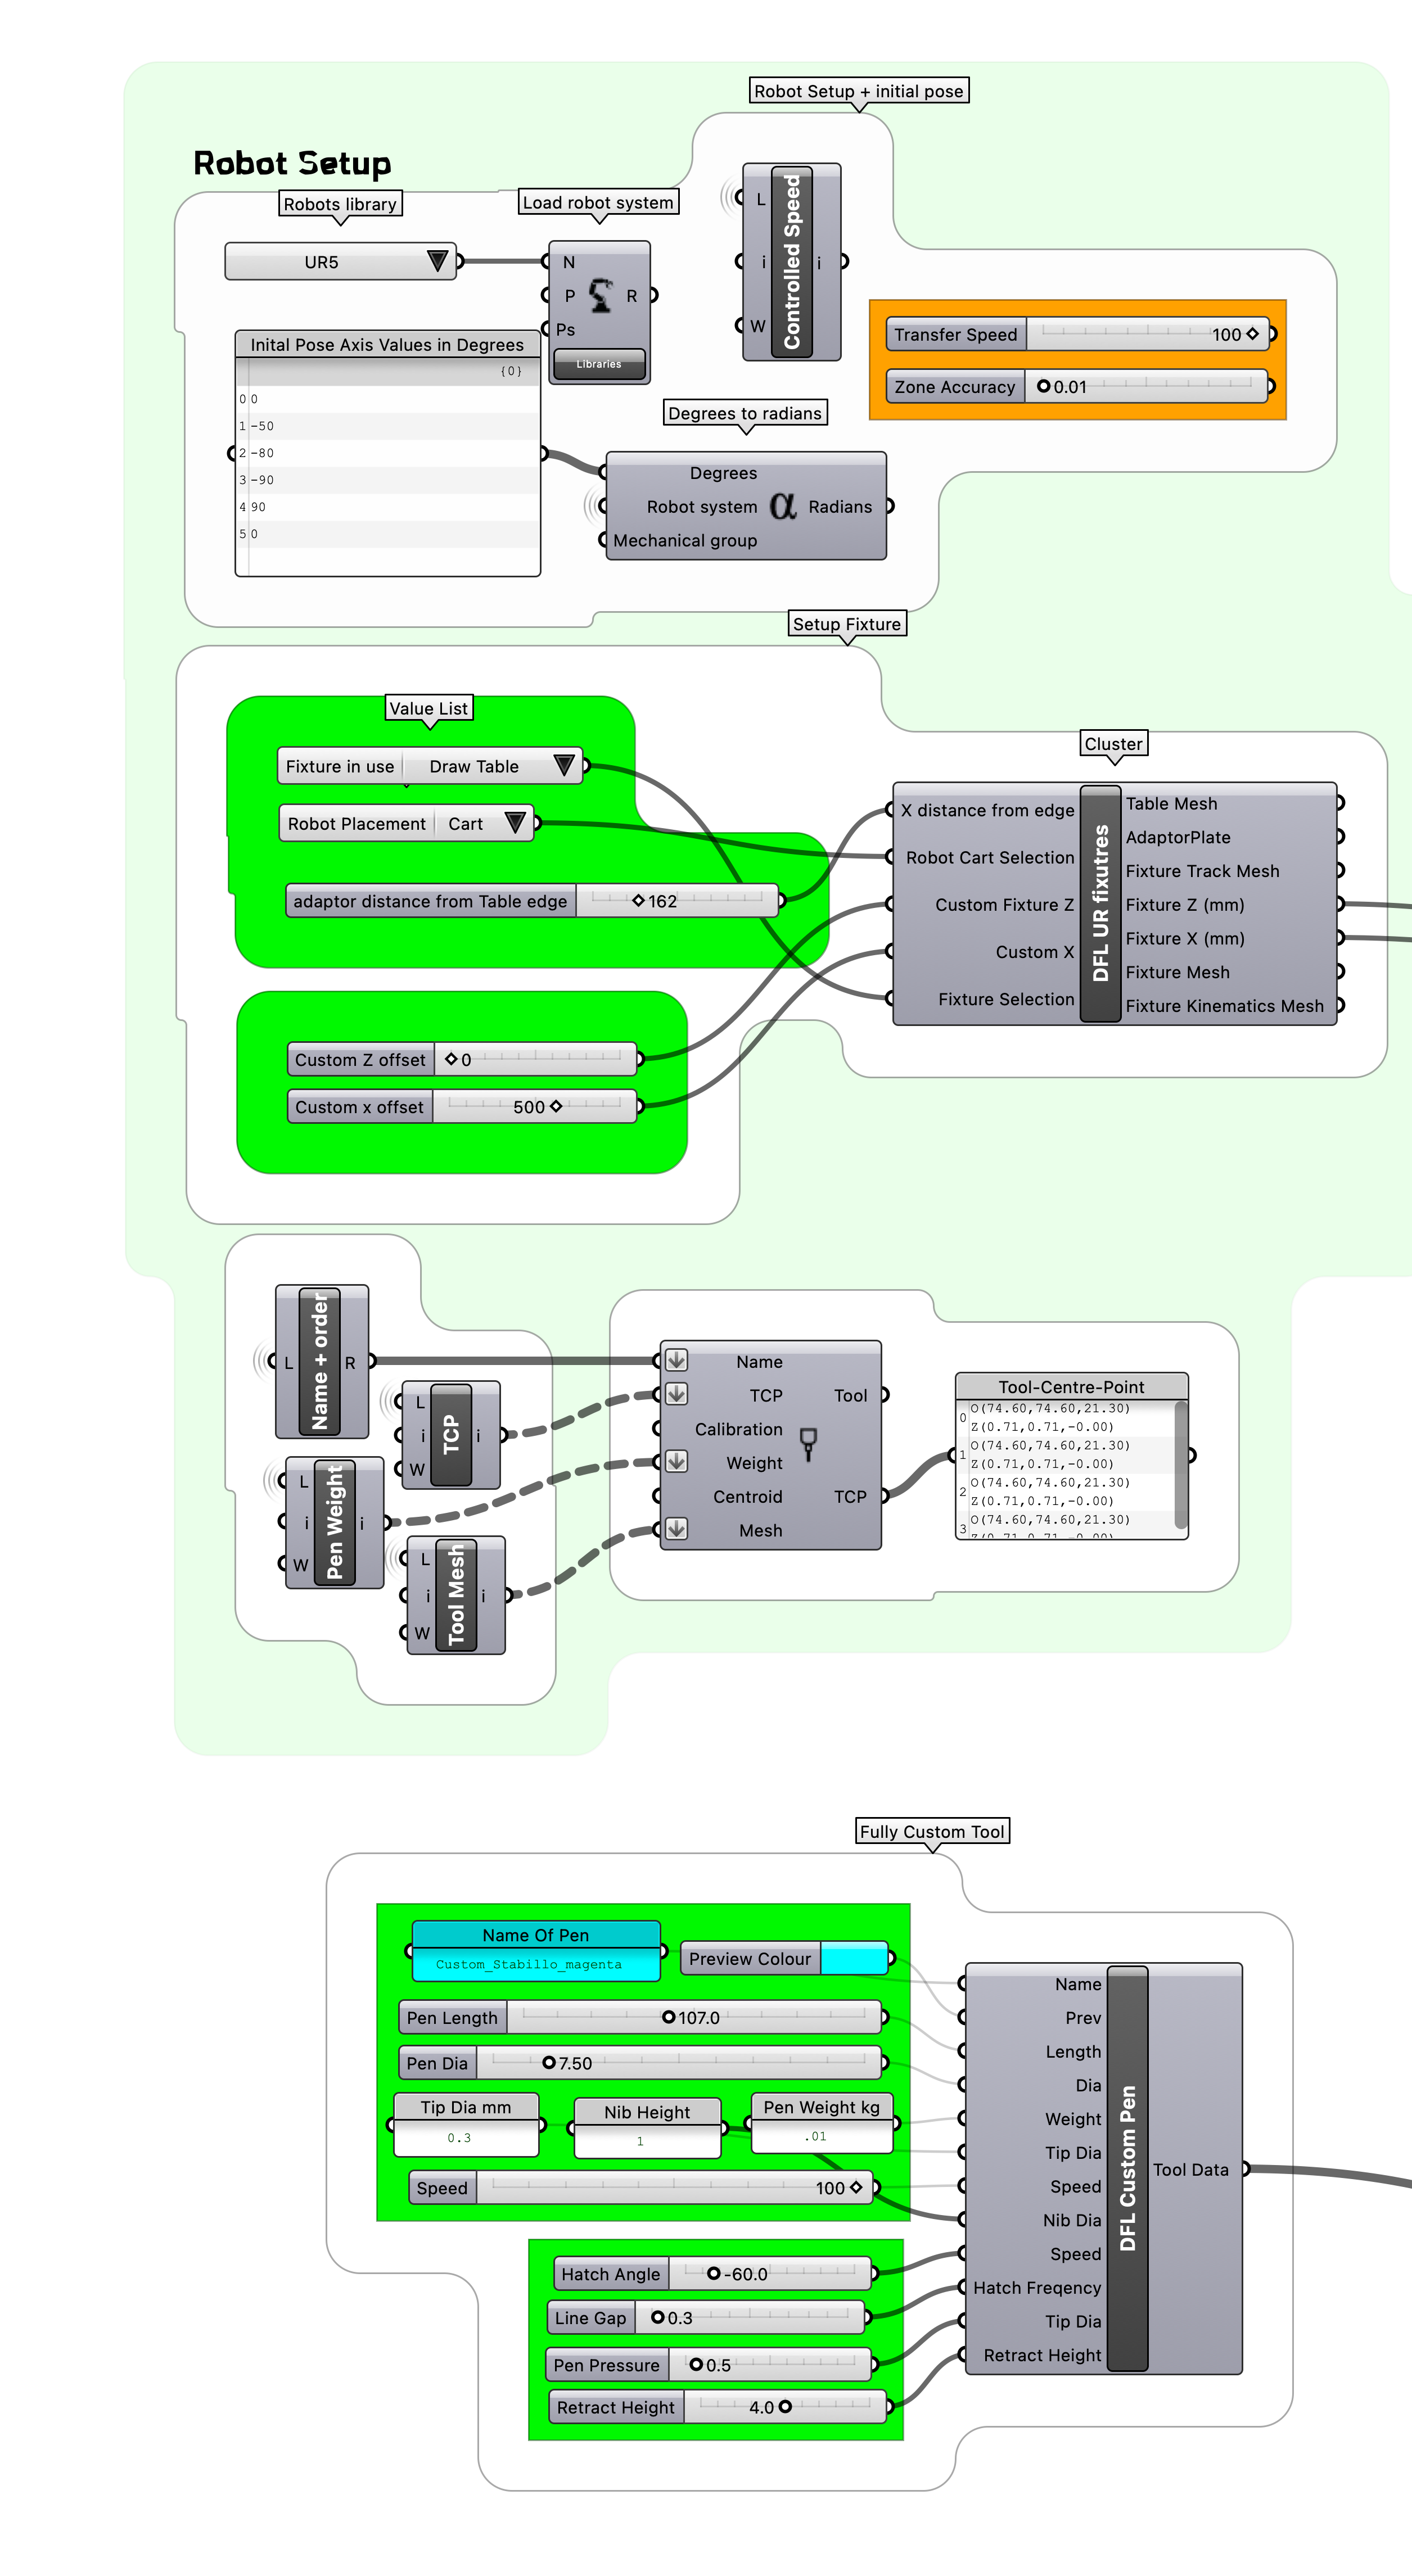 Robot Setup + initial pose
Robot Setup
Robots library
Load robot system
UR5
N
P
R
Ps
Libraries
L
i
i
W
Controlled Speed
Transfer Speed
100
Zone Accuracy
0.01
Inital Pose Axis Values in Degrees
{0}
0 0
1 -50
2 -80
3 -90
4 90
5 0
Degrees to radians
Degrees
Robot system
α
Radians
Mechanical group
Setup Fixture
Value List
Fixture in use
Draw Table
Robot Placement
Cart
adaptor distance from Table edge
162
Custom Z offset
0
Custom x offset
500
Cluster
X distance from edge
Robot Cart Selection
Custom Fixture Z
Custom X
Fixture Selection
DFL UR fixutres
Table Mesh
AdaptorPlate
Fixture Track Mesh
Fixture Z (mm)
Fixture X (mm)
Fixture Mesh
Fixture Kinematics Mesh
L
Name + order
R
L
i
W
TCP
i
L
i
W
Pen Weight
i
L
i
W
Tool Mesh
i
Name
TCP
Calibration
Weight
Centroid
Mesh
Tool
TCP
Tool-Centre-Point
0
O(74.60,74.60,21.30)
Z(0.71,0.71,-0.00)
1
O(74.60,74.60,21.30)
Z(0.71,0.71,-0.00)
2
O(74.60,74.60,21.30)
Z(0.71,0.71,-0.00)
3
O(74.60,74.60,21.30)
Z(0.71,0.71,-0.00)
Fully Custom Tool
Name Of Pen
Custom_Stabillo_magenta
Preview Colour
Pen Length
107.0
Pen Dia
7.50
Tip Dia mm
0.3
Nib Height
1
Pen Weight kg
.01
Speed
100
Hatch Angle
-60.0
Line Gap
0.3
Pen Pressure
0.5
Retract Height
4.0
Name
Prev
Length
Dia
Weight
Tip Dia
Speed
Nib Dia
Speed
Hatch Freqency
Tip Dia
Retract Height
DFL Custom Pen
Tool Data